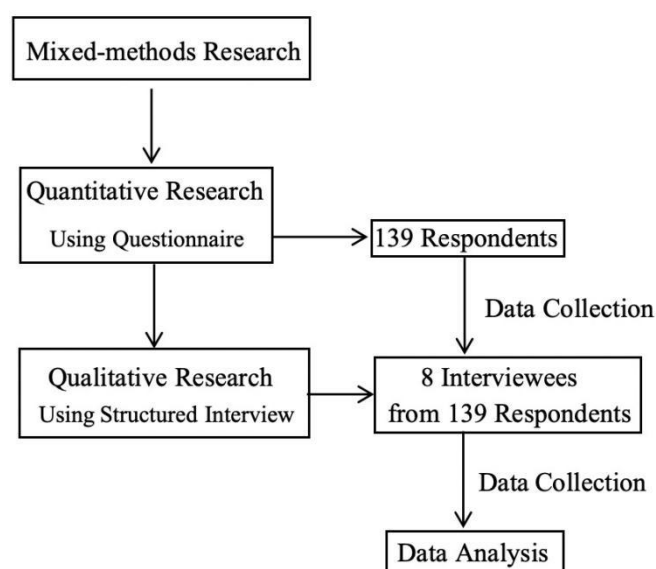 Mixed-methods Research
Quantitative Research
Using Questionnaire
139 Respondents
Data Collection
Qualitative Research
Using Structured Interview
8 Interviewees
from 139 Respondents
Data Collection
Data Analysis